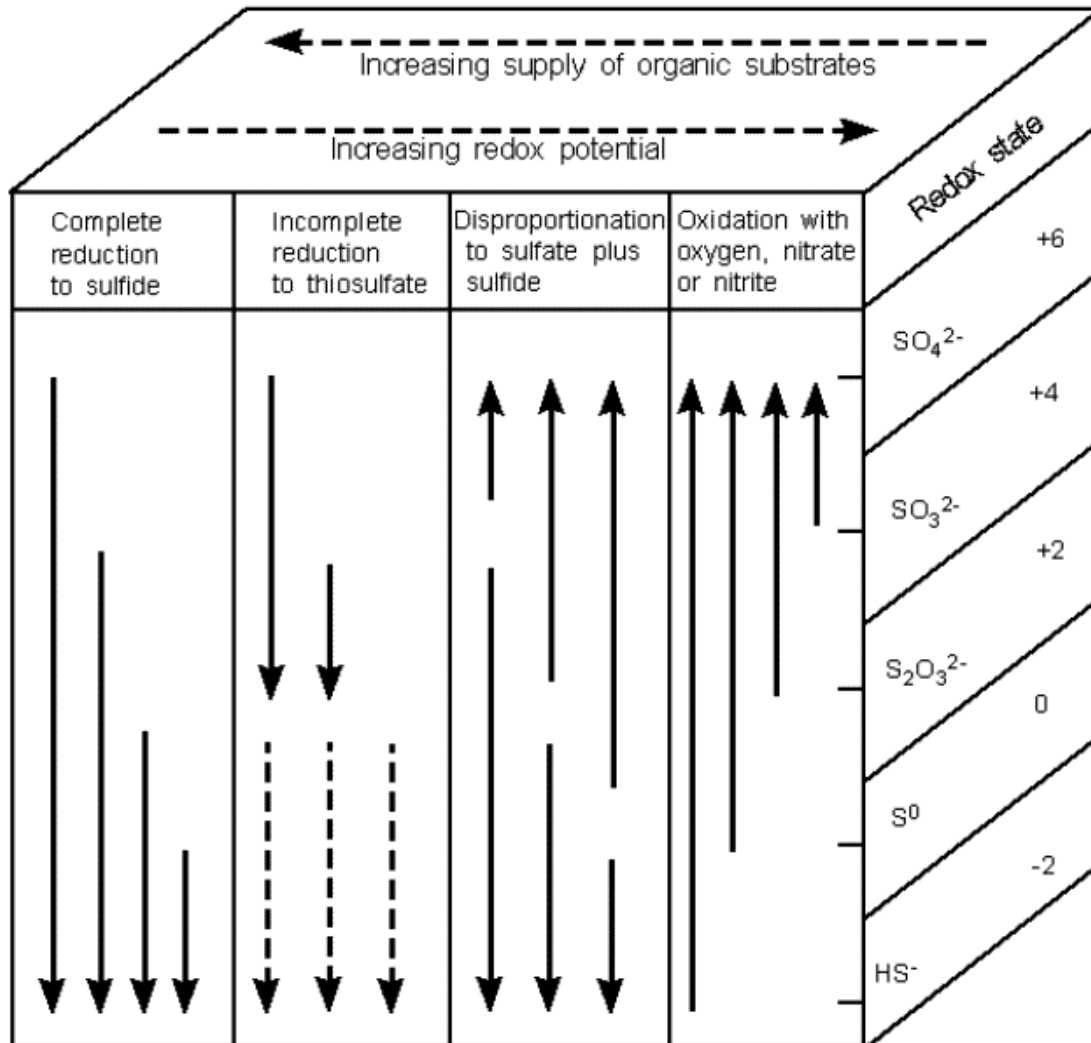 Increasing supply of organic substrates
Increasing redox potential
Redox state
Complete
reduction
to sulfide
Incomplete
reduction
to thiosulfate
Disproportionation
to sulfate plus
sulfide
Oxidation with
oxygen, nitrate
or nitrite
+6
SO₄²⁻
+4
SO₃²⁻
+2
S₂O₃²⁻
0
S⁰
-2
HS⁻